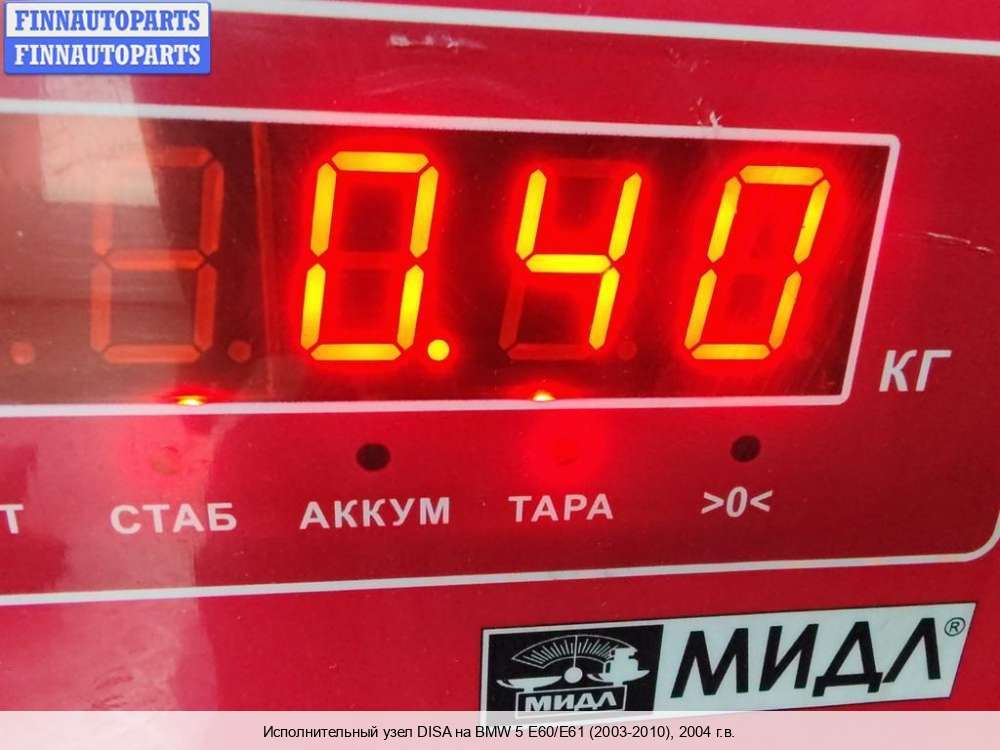 FINNAUTOPARTS
FINNAUTOPARTS
0.40
КГ
Т СТАБ АККУМ ТАРА >0<
МИДЛ МИДЛ®
Исполнительный узел DISA на BMW 5 E60/E61 (2003-2010), 2004 г.в.